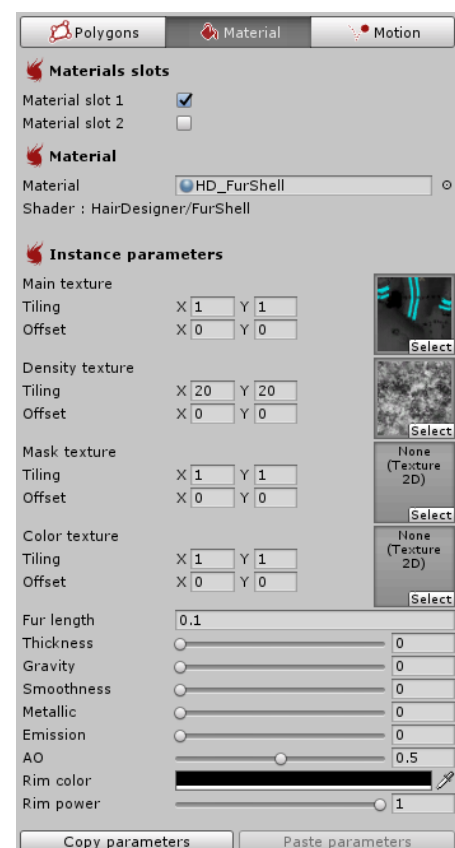 Polygons Material Motion
Materials slots
Material slot 1
Material slot 2
Material
Material HD_FurShell
Shader : HairDesigner/FurShell
Instance parameters
Main texture
Tiling X 1 Y 1
Offset X 0 Y 0
Select
Density texture
Tiling X 20 Y 20
Offset X 0 Y 0
Select
Mask texture None
(Texture
2D)
Tiling X 1 Y 1
Offset X 0 Y 0
Select
Color texture None
(Texture
2D)
Tiling X 1 Y 1
Offset X 0 Y 0
Select
Fur length 0.1
Thickness 0
Gravity 0
Smoothness 0
Metallic 0
Emission 0
AO 0.5
Rim color
Rim power 1
Copy parameters Paste parameters